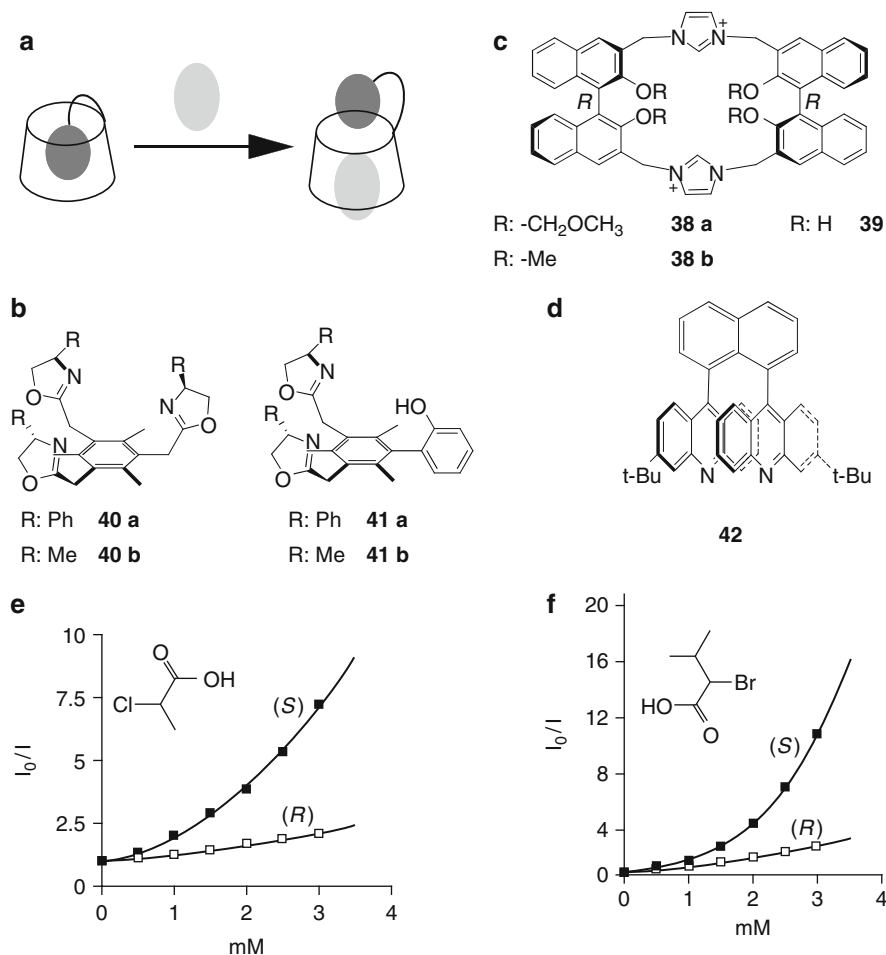 a
c
N
N
+
OR
RO
R
R
OR
RO
N
N
+
R: -CH₂OCH₃ 38 a R: H 39
R: -Me 38 b
b
R
N
O
R
N
O
R
N
O
R: Ph 40 a
R: Me 40 b
R
N
O
HO
R
N
O
R: Ph 41 a
R: Me 41 b
d
t-Bu
N
N
t-Bu
42
e
10
7.5
5
2.5
0
I₀/I
O
OH
Cl
(S)
(R)
0 1 2 3 4
mM
f
20
16
12
8
4
0
I₀/I
Br
HO
O
(S)
(R)
0 1 2 3 4
mM